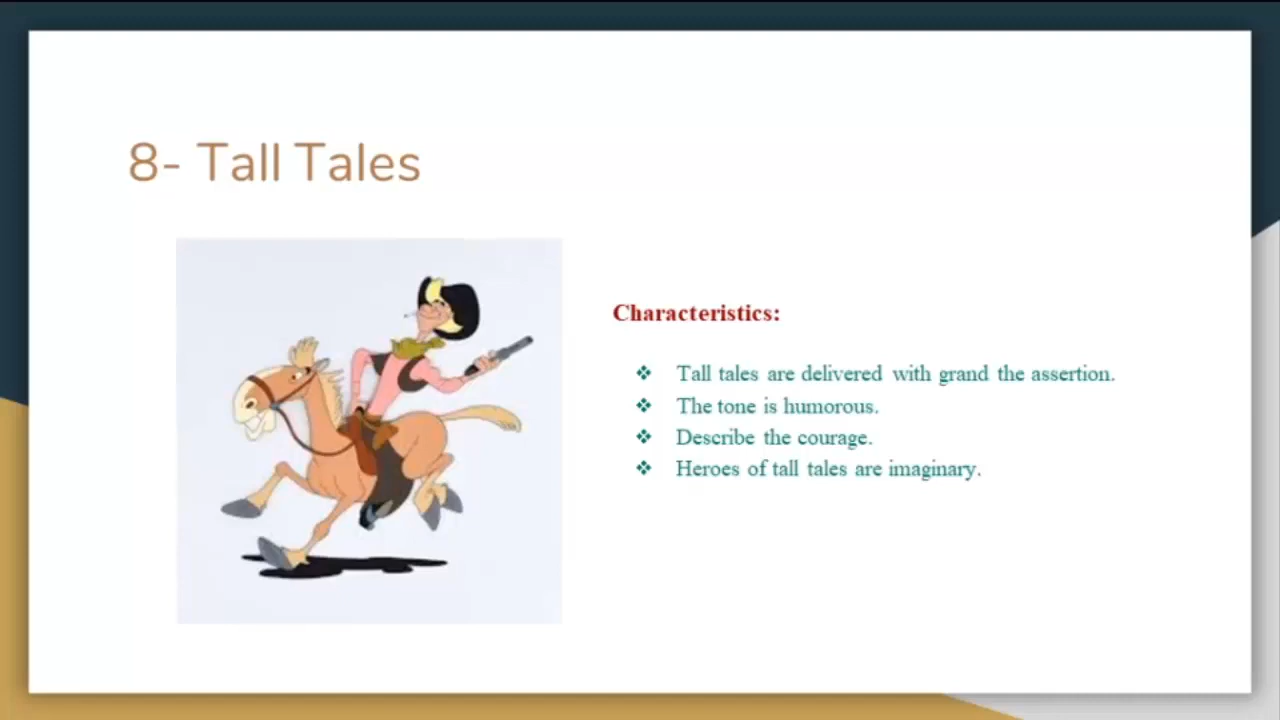 8- Tall Tales
Characteristics:
❖ Tall tales are delivered with grand the assertion.
❖ The tone is humorous.
❖ Describe the courage.
❖ Heroes of tall tales are imaginary.